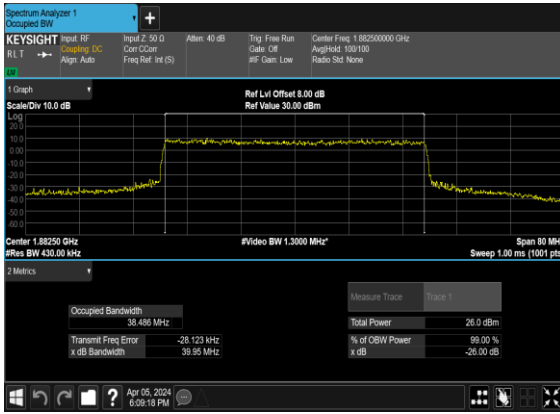 Spectrum Analyzer 1
Occupied BW
+
KEYSIGHT
R L T
Input: RF
Coupling: DC
Align: Auto
Input Z: 50 Ω
Corr CCorr
Freq Ref: Int (S)
Atten: 40 dB
Trig: Free Run
Gate: Off
#IF Gain: Low
Center Freq: 1.882500000 GHz
Avg|Hold: 100/100
Radio Std: None
1 Graph
Scale/Div 10.0 dB
Ref Lvl Offset 8.00 dB
Ref Value 30.00 dBm
Log
20.0
10.0
0.00
-10.0
-20.0
-30.0
-40.0
-50.0
-60.0
Center 1.88250 GHz
#Res BW 430.00 kHz
#Video BW 1.3000 MHz*
Span 80 MH
Sweep 1.00 ms (1001 pts
2 Metrics
Measure Trace
Trace 1
Occupied Bandwidth
38.486 MHz
Total Power
26.0 dBm
Transmit Freq Error
-28.123 kHz
% of OBW Power
99.00 %
x dB Bandwidth
39.95 MHz
x dB
-26.00 dB
?
Apr 05, 2024
6:09:18 PM